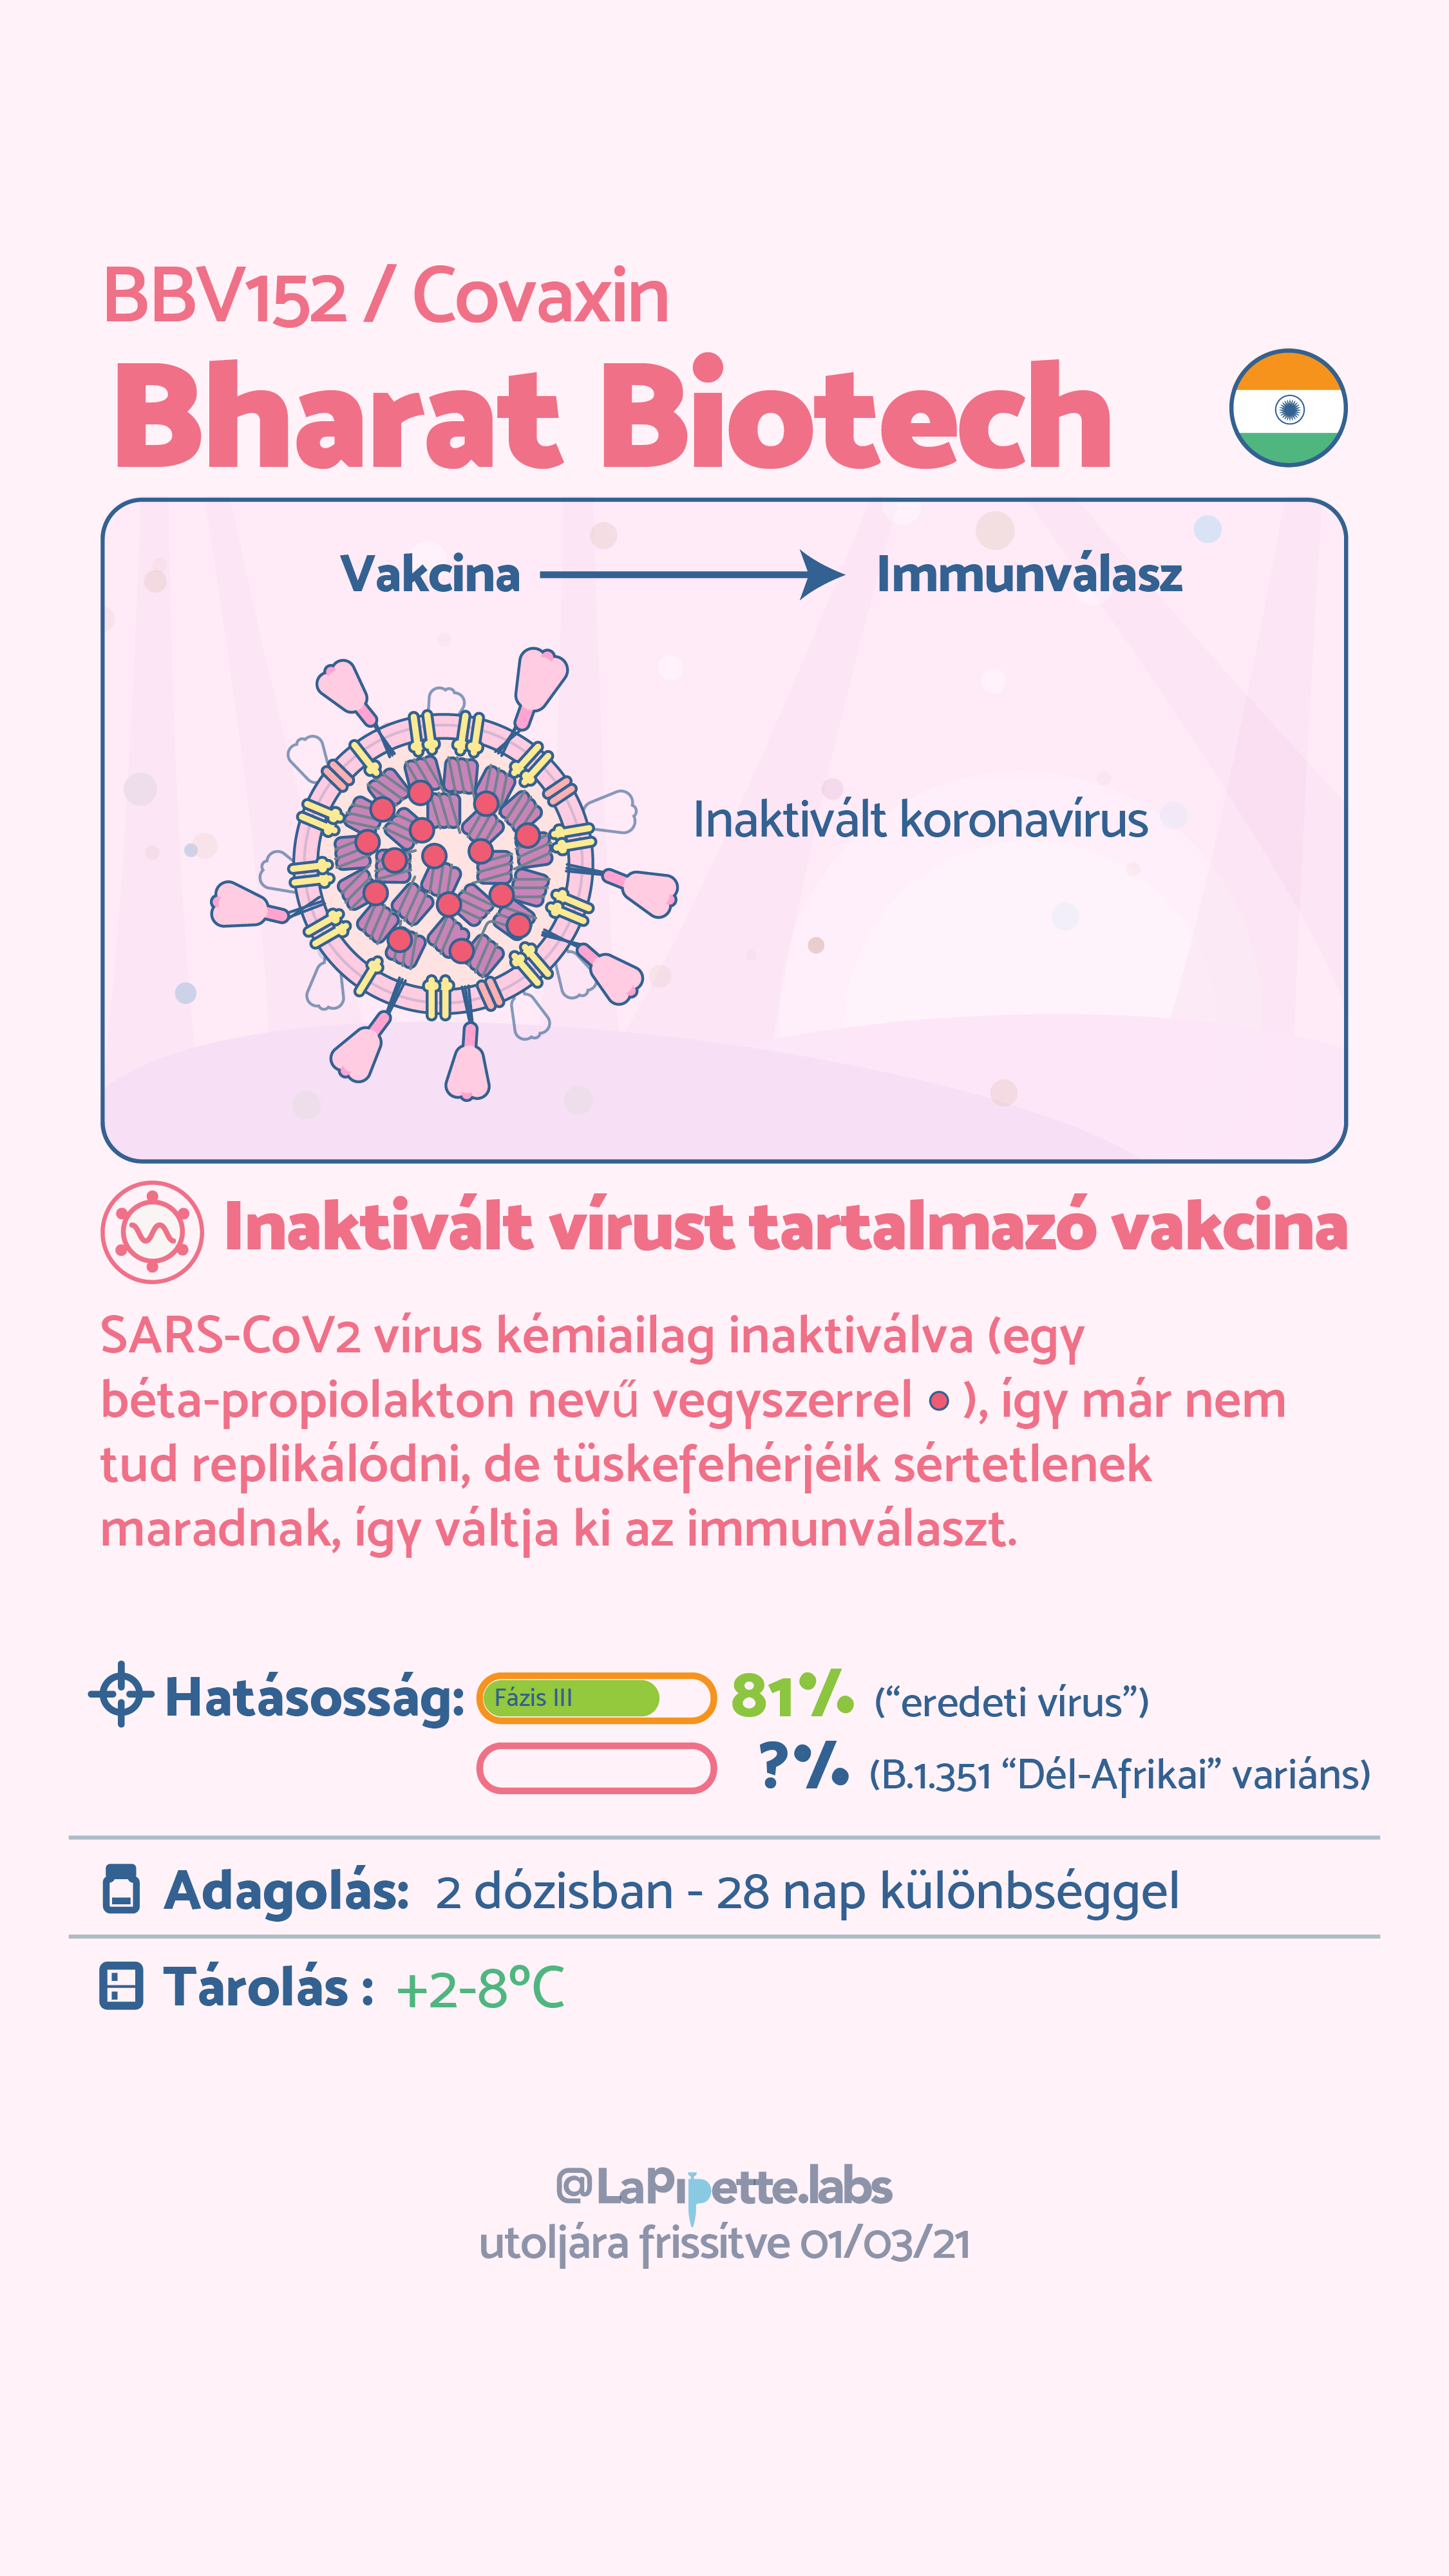 BBV152 / Covaxin
Bharat Biotech
Vakcina
Immunválasz
Inaktivált koronavírus
Inaktivált vírust tartalmazó vakcina
SARS-CoV2 vírus kémiailag inaktiválva (egy
béta-propiolakton nevű vegyszerrel ), így már nem
tud replikálódni, de tüskefehérjéik sértetlenek
maradnak, így váltja ki az immunválaszt.
Hatásosság: Fázis III 81% (“eredeti vírus”)
?% (B.1.351 “Dél-Afrikai” variáns)
Adagolás: 2 dózisban - 28 nap különbséggel
Tárolás : +2-8°C
@LaPipette.labs
utoljára frissítve 01/03/21